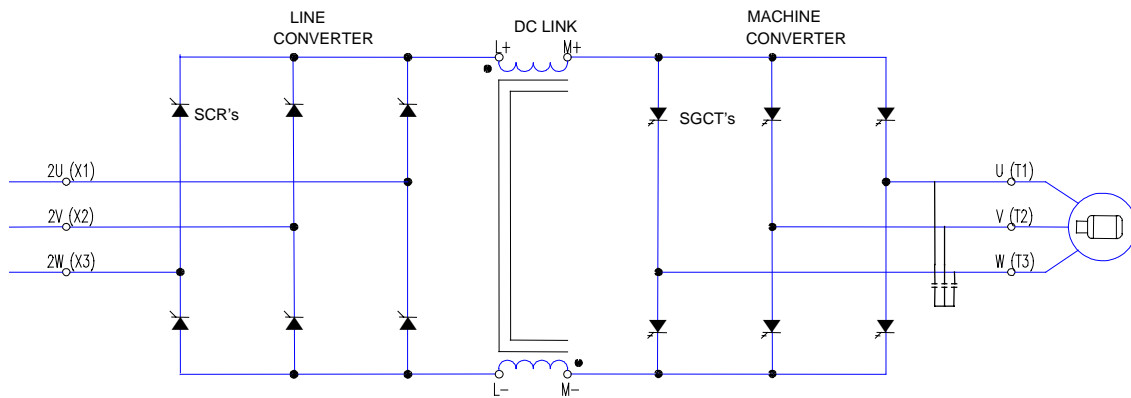 LINE
CONVERTER
DC LINK
MACHINE
CONVERTER
L+
M+
SCR's
SGCT's
2U (X1)
U (T1)
2V (X2)
V (T2)
2W (X3)
W (T3)
L-
M-